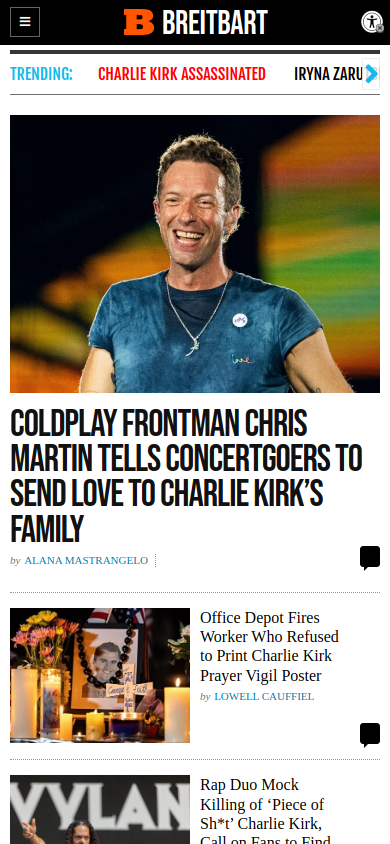 BREITBART
TRENDING: CHARLIE KIRK ASSASSINATED IRYNA ZARU
COLDPLAY FRONTMAN CHRIS
MARTIN TELLS CONCERTGOERS TO
SEND LOVE TO CHARLIE KIRK'S
FAMILY
by ALANA MASTRANGELO
Office Depot Fires
Worker Who Refused
to Print Charlie Kirk
Prayer Vigil Poster
by LOWELL CAUFFIEL
VYLAN
Rap Duo Mock
Killing of ‘Piece of
Sh*t’ Charlie Kirk,
Call on Fans to Find